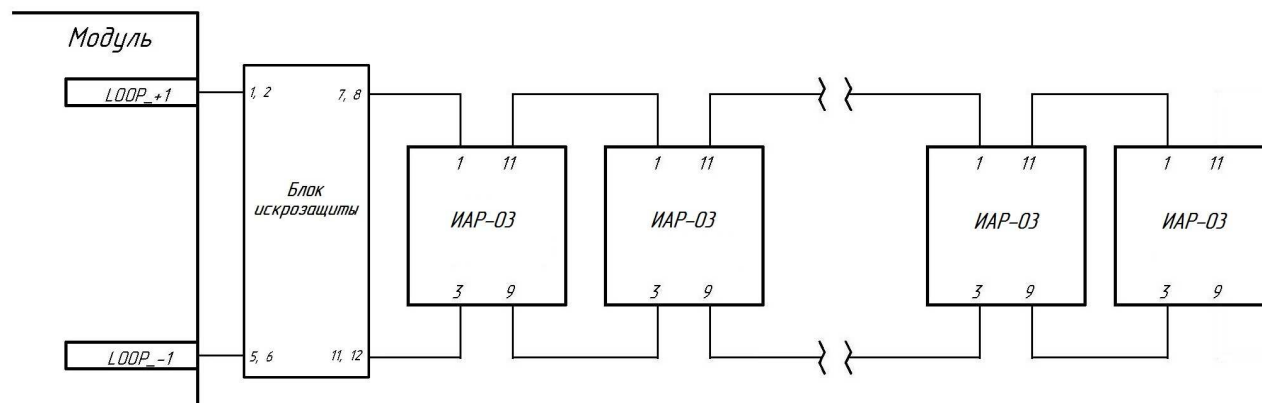 Модуль
LOOP_+1
1, 2
7, 8
1 11
1 11
1 11
1 11
Блок
искрозащиты
ИАР-03
ИАР-03
ИАР-03
ИАР-03
3 9
3 9
3 9
3 9
LOOP_-1
5, 6
11, 12